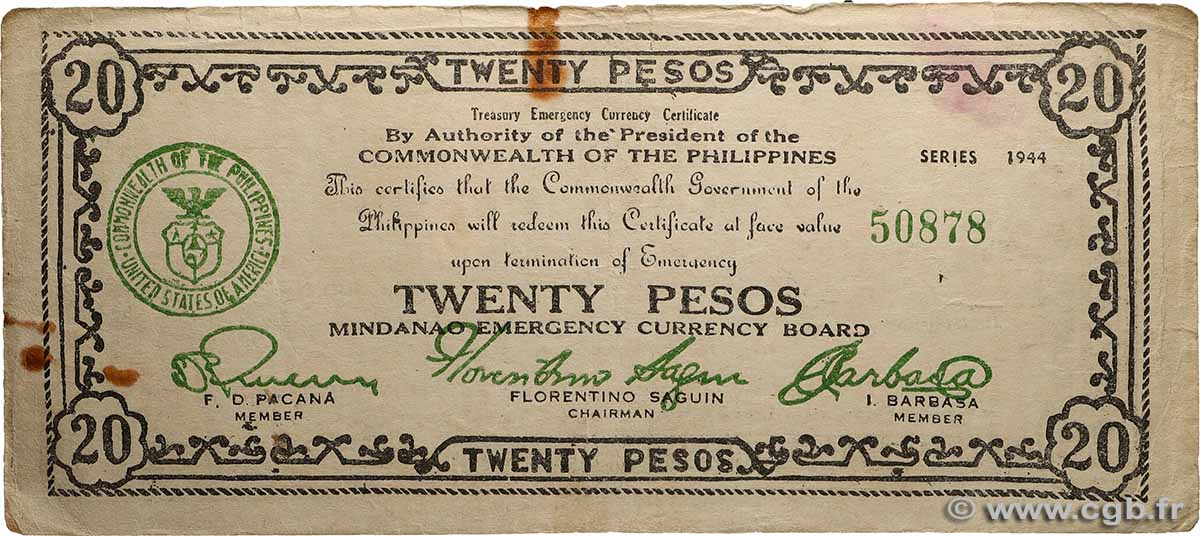 20 TWENTY PESOS 20
Treasury Emergency Currency Certificate
By Authority of the President of the
COMMONWEALTH OF THE PHILIPPINES
SERIES 1944
This certifies that the Commonwealth Government of the
Philippines will redeem this Certificate at face value
50878
upon termination of Emergency
COMMONWEALTH OF THE PHILIPPINES
UNITED STATES OF AMERICA
TWENTY PESOS
MINDANAO EMERGENCY CURRENCY BOARD
Florentino Saguin
Barbasa
F. D. PACANA
MEMBER
FLORENTINO SAGUIN
CHAIRMAN
I. BARBASA
MEMBER
20 TWENTY PESOS 20
© www.cgb.fr